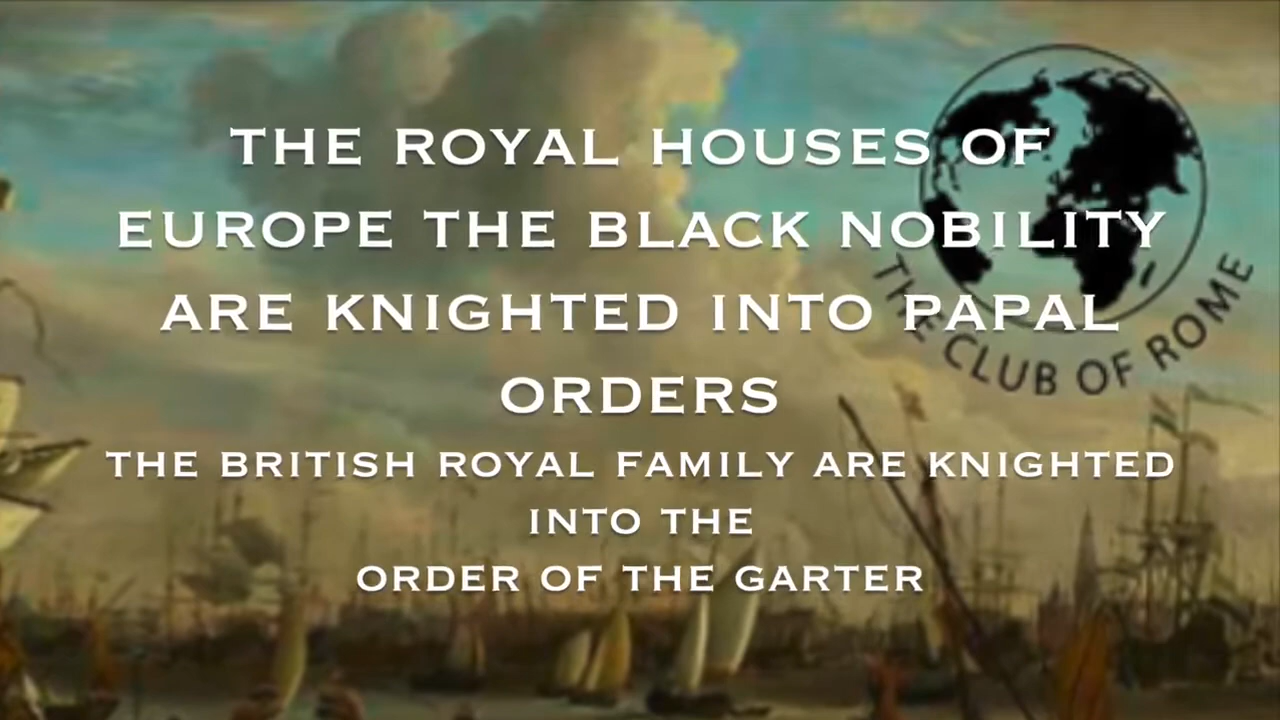 THE ROYAL HOUSES OF
EUROPE THE BLACK NOBILITY
ARE KNIGHTED INTO PAPAL
ORDERS
THE BRITISH ROYAL FAMILY ARE KNIGHTED
INTO THE
ORDER OF THE GARTER
THE CLUB OF ROME